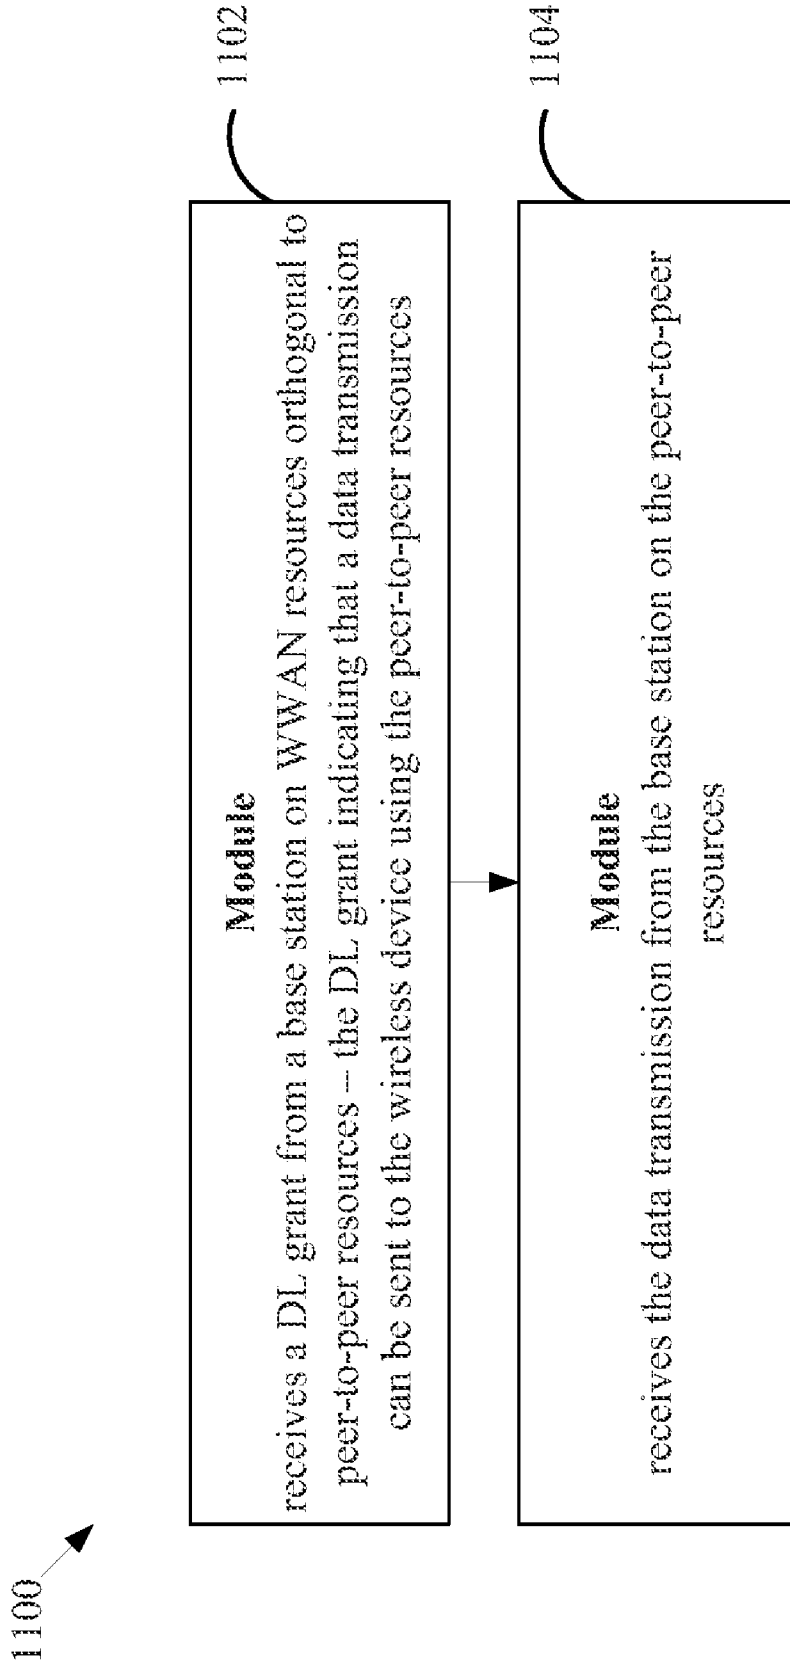 1100
1102
Module
receives a DL grant from a base station on WWAN resources orthogonal to
peer-to-peer resources – the DL grant indicating that a data transmission
can be sent to the wireless device using the peer-to-peer resources
1104
Module
receives the data transmission from the base station on the peer-to-peer
resources